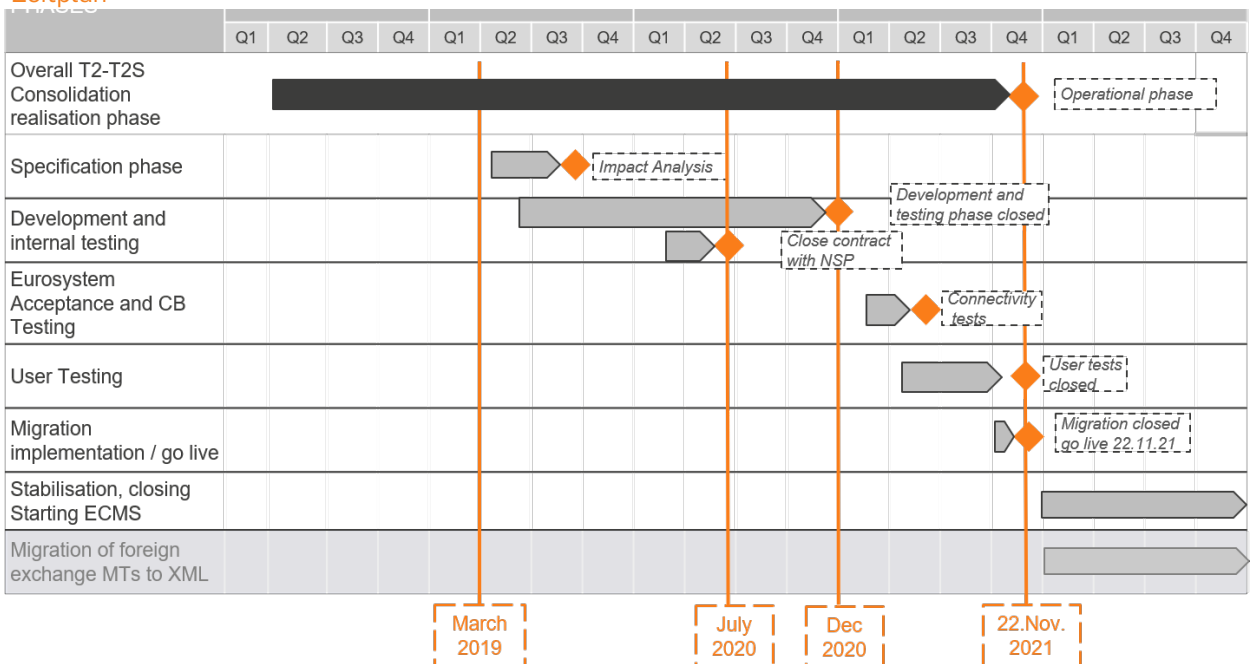 Zeitplan
PHASES
Q1 Q2 Q3 Q4 Q1 Q2 Q3 Q4 Q1 Q2 Q3 Q4 Q1 Q2 Q3 Q4 Q1 Q2 Q3 Q4
Overall T2-T2S
Consolidation
realisation phase
Operational phase
Specification phase
Impact Analysis
Development and
internal testing
Development and
testing phase closed
Close contract
with NSP
Eurosystem
Acceptance and CB
Testing
Connectivity
tests
User Testing
User tests
closed
Migration
implementation / go live
Migration closed
go live 22.11.21
Stabilisation, closing
Starting ECMS
Migration of foreign
exchange MTs to XML
March
2019
July
2020
Dec
2020
22.Nov.
2021